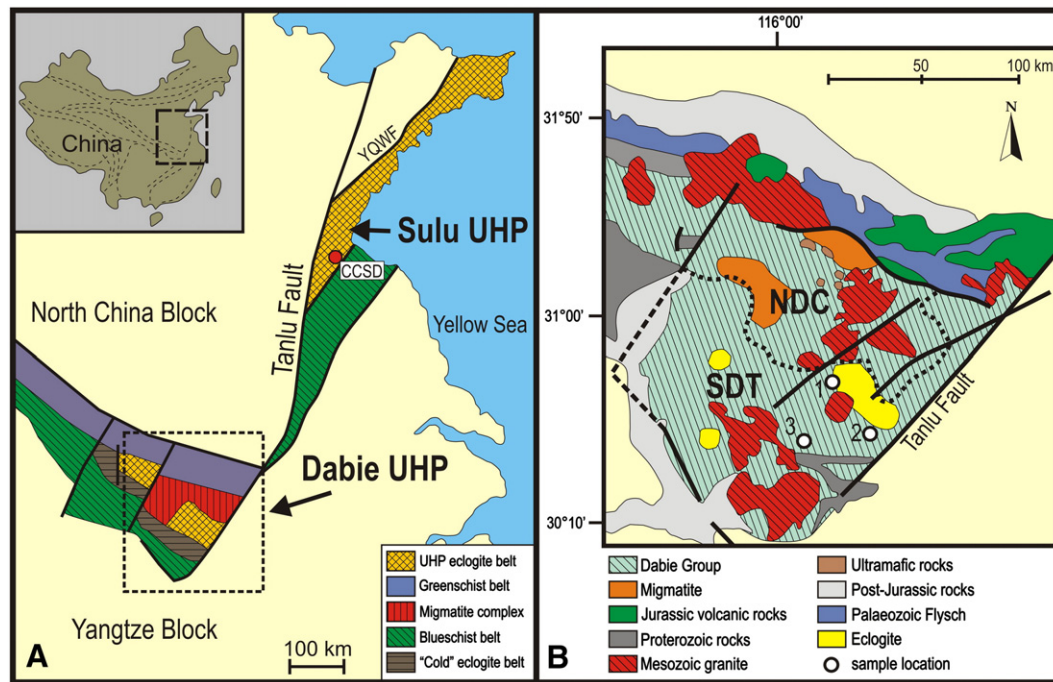 China
YQWF
Sulu UHP
CCSD
Tanlu Fault
North China Block
Yellow Sea
Dabie UHP
Yangtze Block
A
100 km
UHP eclogite belt
Greenschist belt
Migmatite complex
Blueschist belt
"Cold" eclogite belt
116°00'
50
100 km
N
31°50'
31°00'
30°10'
NDC
SDT
1
2
3
Tanlu Fault
B
Dabie Group
Migmatite
Jurassic volcanic rocks
Proterozoic rocks
Mesozoic granite
Ultramafic rocks
Post-Jurassic rocks
Palaeozoic Flysch
Eclogite
sample location